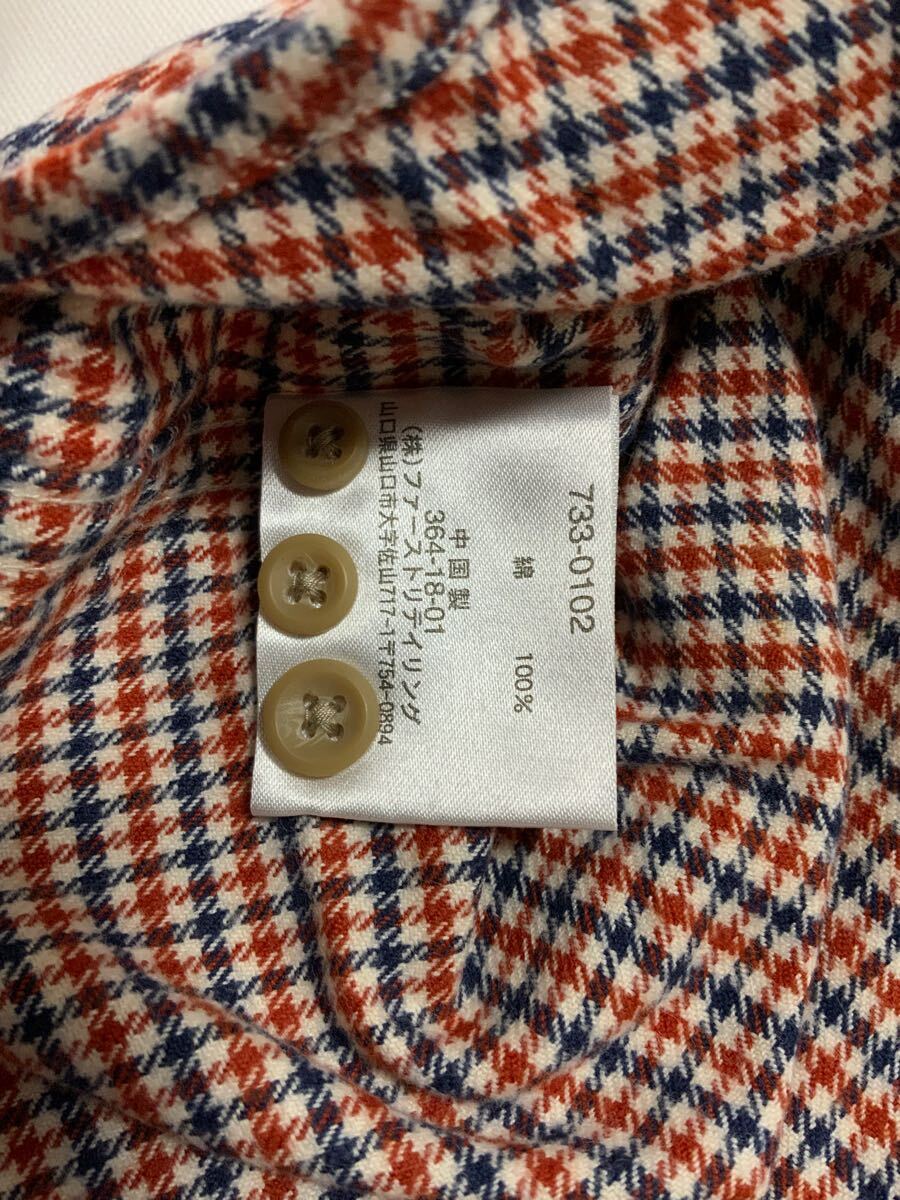 733-0102
綿 100%
中国製
364-18-01
(株)ファーストリテイリング
山口県山口市大字佐山717-1〒754-0894